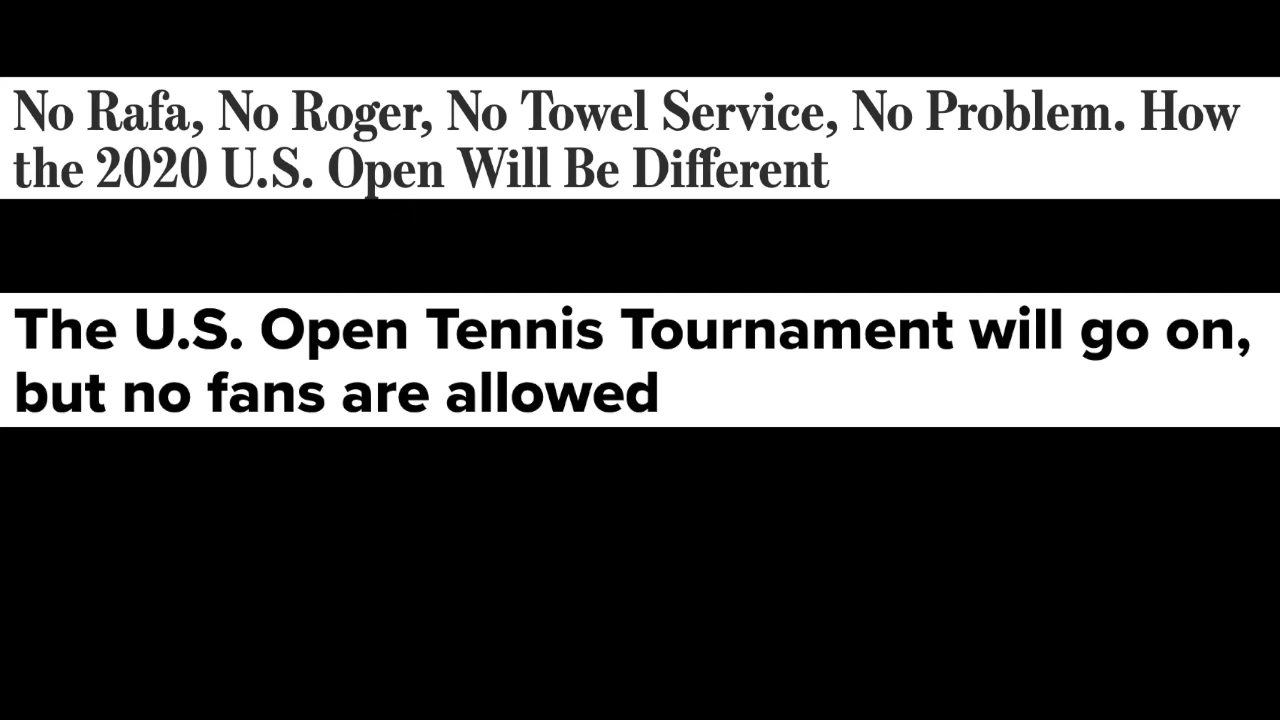 No Rafa, No Roger, No Towel Service, No Problem. How
the 2020 U.S. Open Will Be Different
The U.S. Open Tennis Tournament will go on,
but no fans are allowed